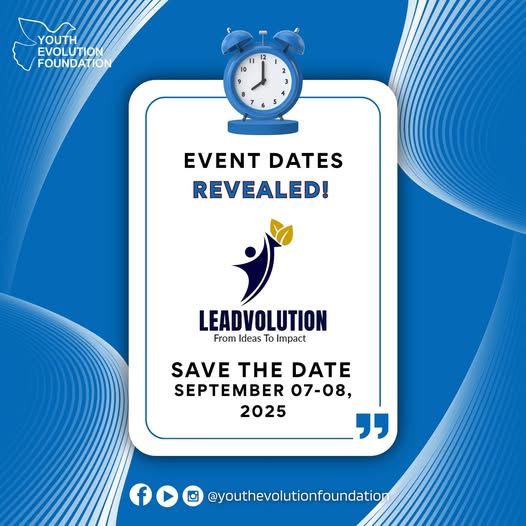 YOUTH
EVOLUTION
FOUNDATION
EVENT DATES
REVEALED!
LEADVOLUTION
From Ideas To Impact
SAVE THE DATE
SEPTEMBER 07-08,
2025
@youthevolutionfoundation